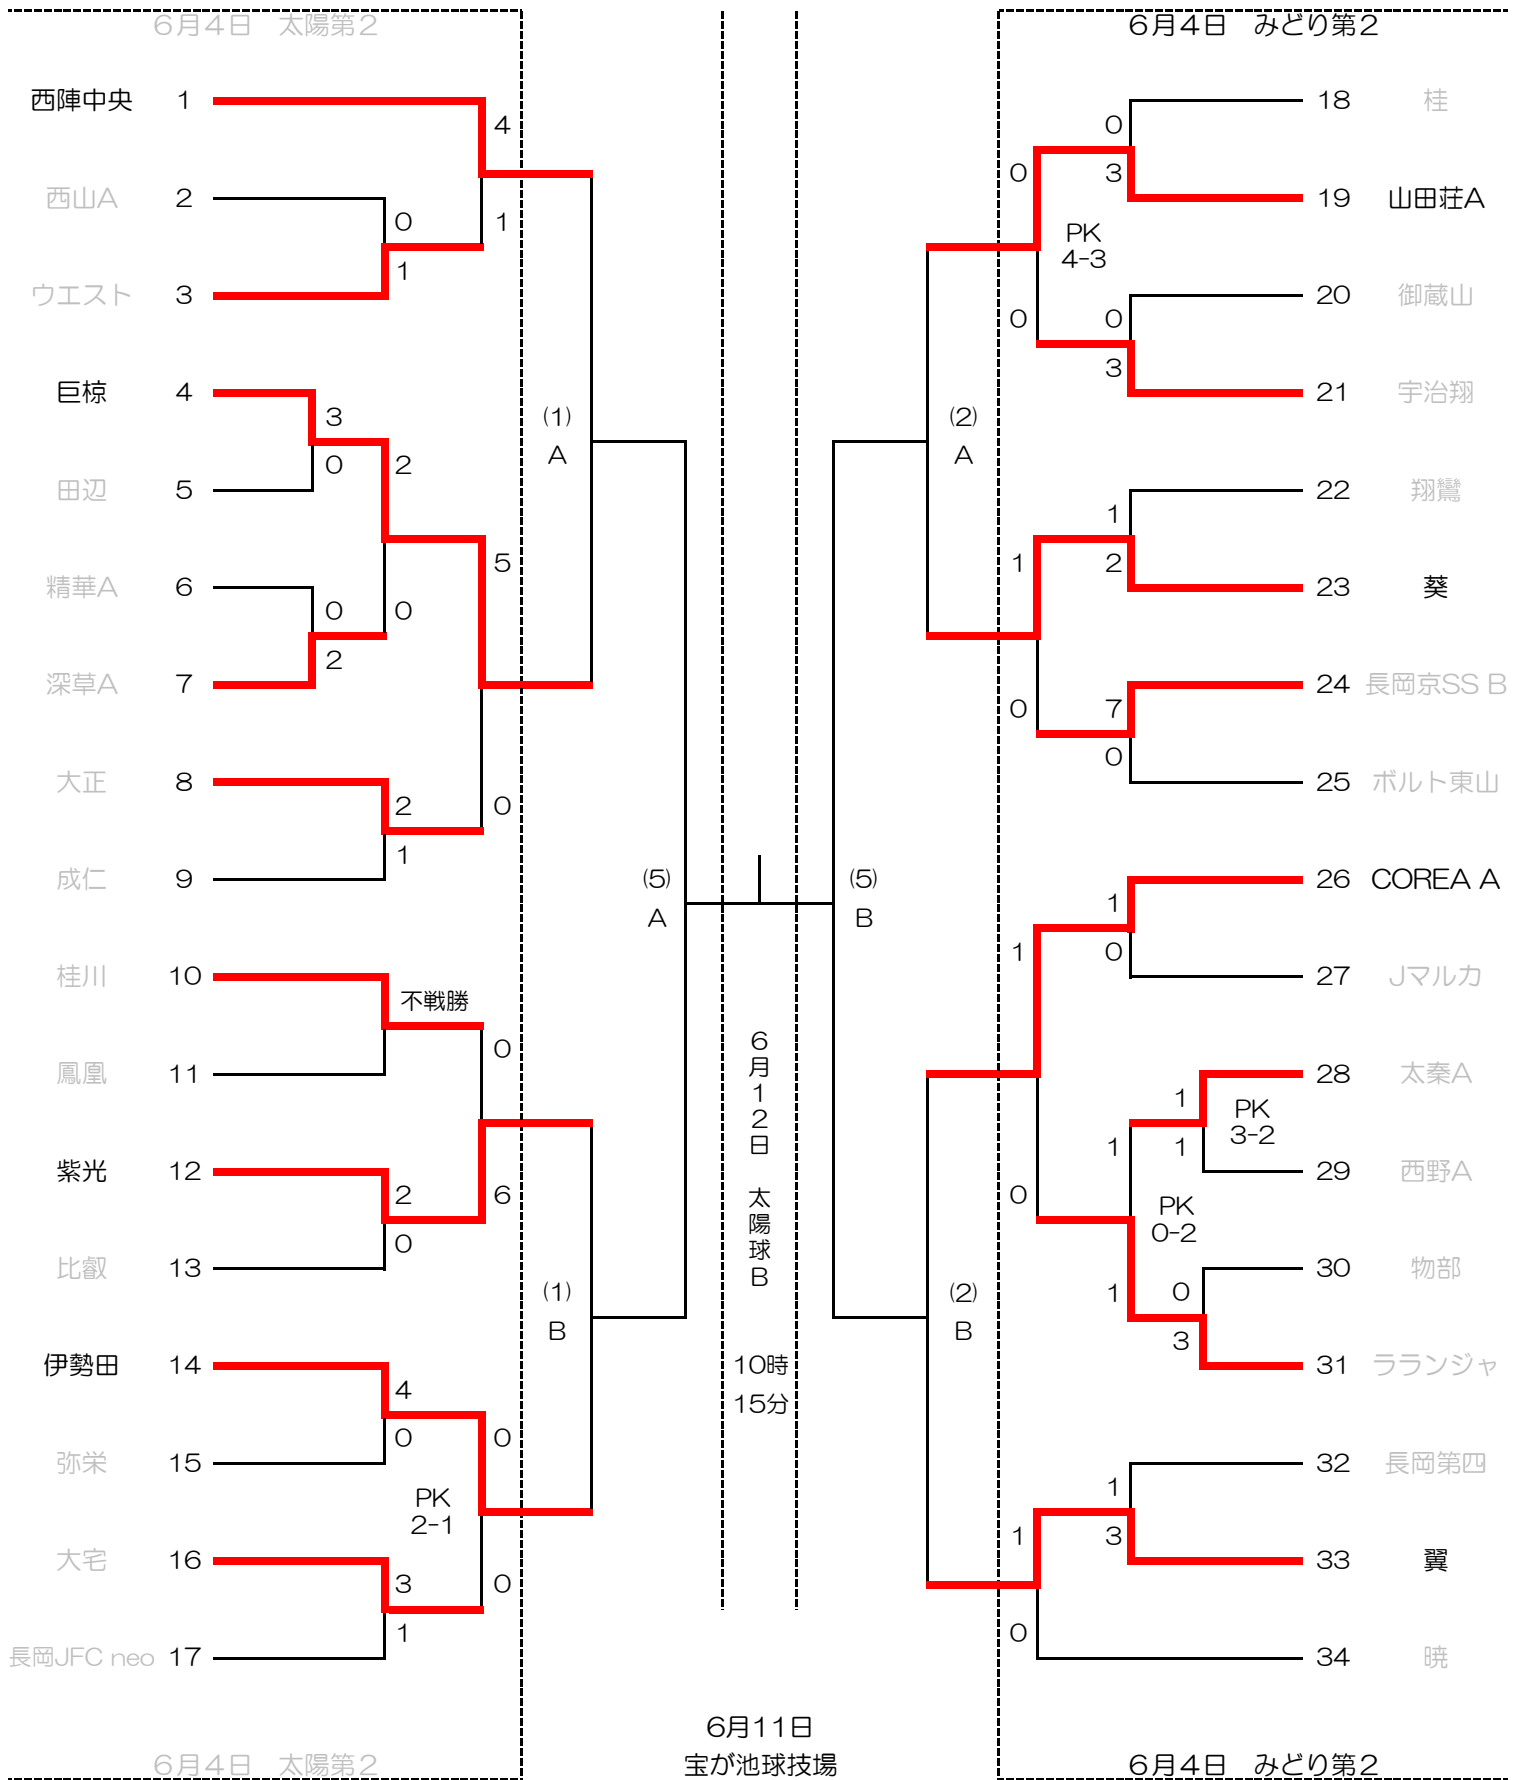 6月4日　太陽第2
6月4日　みどり第2
西陣中央 1
4
西山A 2
0
1
1
ウエスト 3
巨椋 4
3
0
2
田辺 5
5
精華A 6
0
0
2
深草A 7
大正 8
2
0
1
成仁 9
桂川 10
不戦勝
0
鳳凰 11
紫光 12
2
6
0
比叡 13
伊勢田 14
4
0
0
弥栄 15
PK
2-1
大宅 16
3
0
1
長岡JFC neo 17
6月4日　太陽第2
(1)
A
(1)
B
(5)
A
6月12日　太陽球B
10時
15分
(5)
B
(2)
A
(2)
B
18 桂
0
0
3
19 山田荘A
PK
4-3
20 御蔵山
0
0
3
21 宇治翔
22 翔鸞
1
1
2
23 葵
24 長岡京SS B
0
7
0
25 ボルト東山
26 COREA A
1
1
0
27 Jマルカ
28 太秦A
1
PK
3-2
1
1
29 西野A
0
PK
0-2
30 物部
1
0
3
31 ラランジャ
32 長岡第四
1
1
3
33 翼
0
34 暁
6月11日
宝が池球技場
6月4日　みどり第2